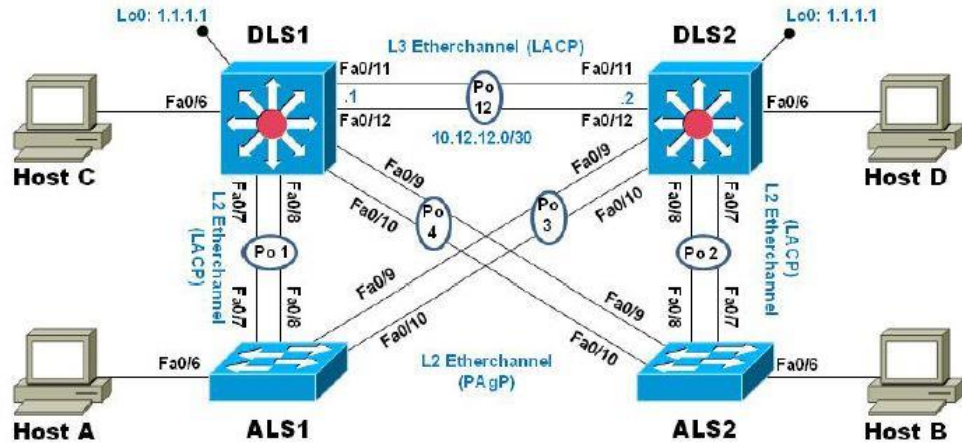 Lo0: 1.1.1.1
Lo0: 1.1.1.1
DLS1
DLS2
L3 Etherchannel (LACP)
Fa0/11
Fa0/11
Fa0/6
.1
Po
12
.2
Fa0/6
Fa0/12
Fa0/12
10.12.12.0/30
Host C
Host D
Fa0/9
Fa0/9
Fa0/10
Fa0/10
Po
4
Po
3
Fa0/7
Fa0/8
Fa0/8
Fa0/7
L2 Etherchannel
(LACP)
Po 1
Po 2
(LACP)
L2 Etherchannel
Fa0/7
Fa0/8
Fa0/8
Fa0/7
Fa0/9
Fa0/9
Fa0/10
Fa0/10
Fa0/6
Fa0/6
L2 Etherchannel
(PAgP)
Host A
ALS1
ALS2
Host B